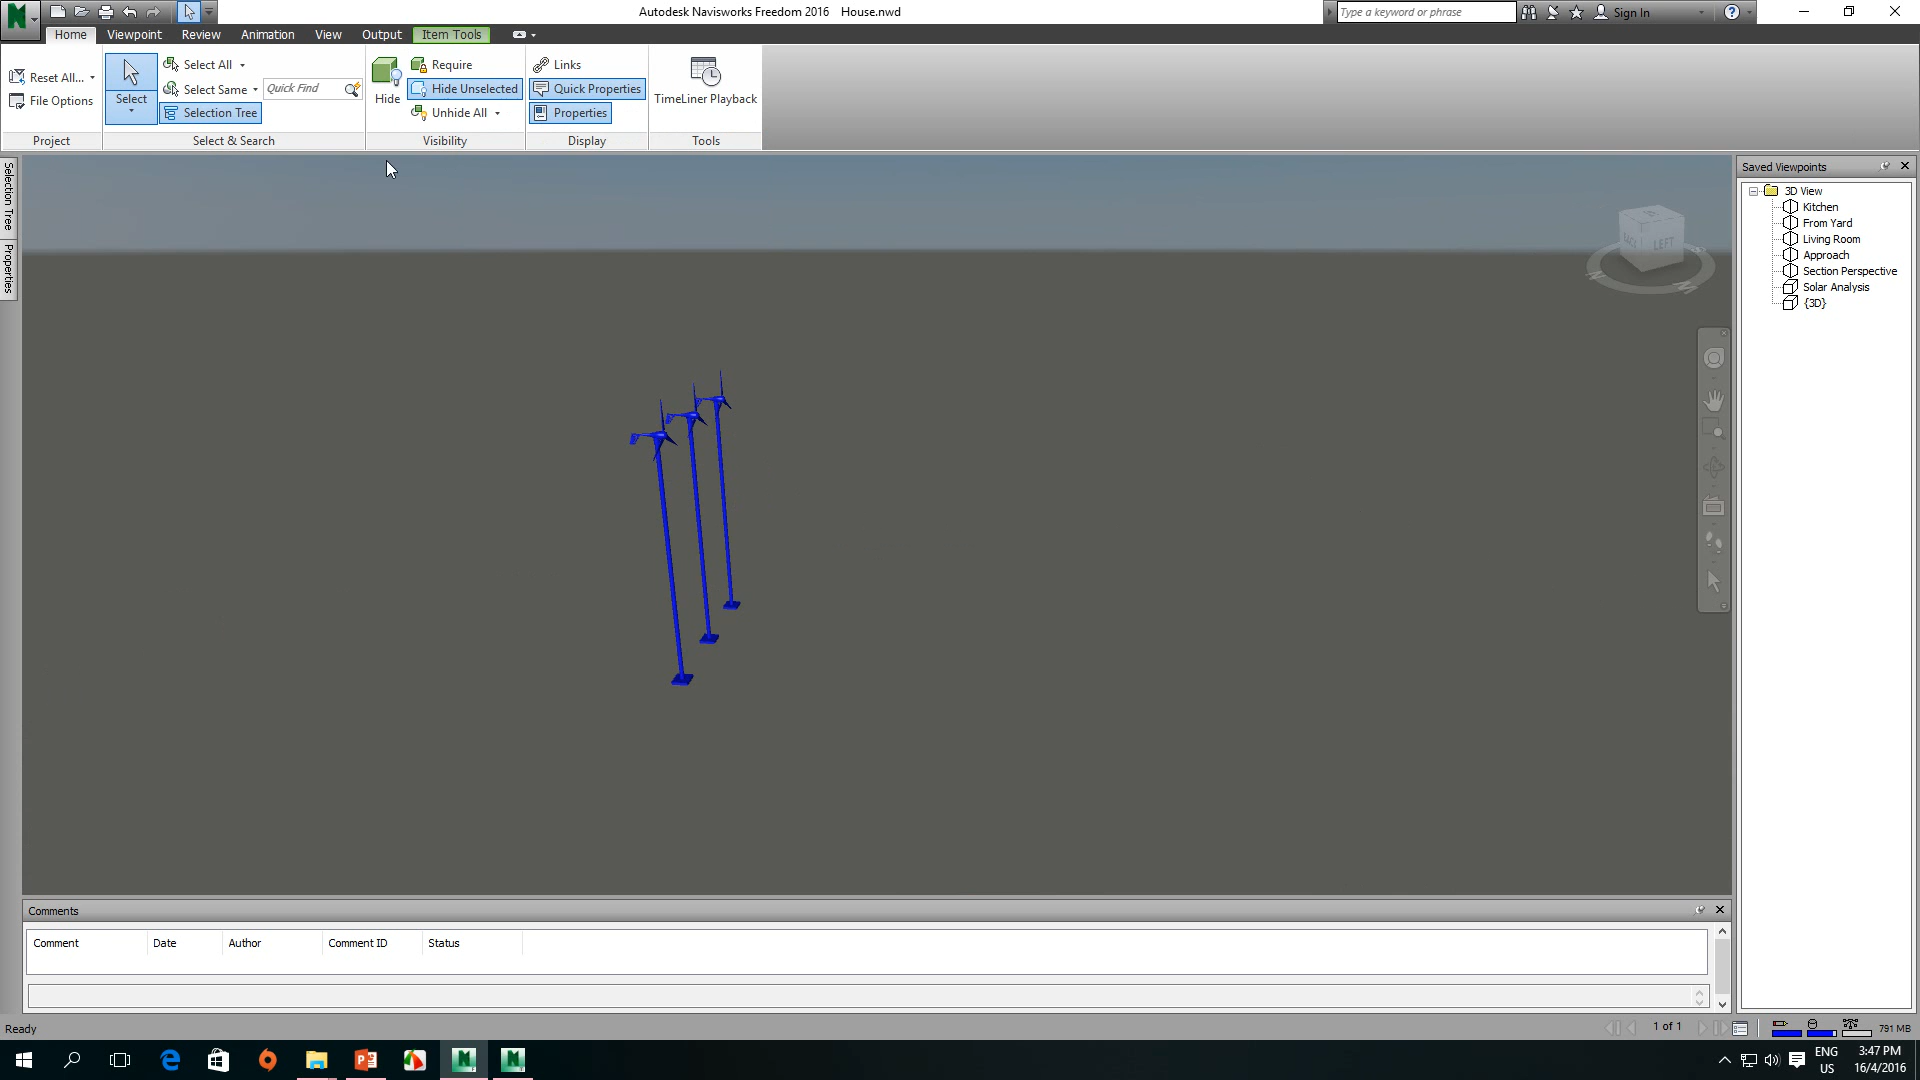 Autodesk Navisworks Freedom 2016 House.nwd
Type a keyword or phrase
Sign In
Home Viewpoint Review Animation View Output Item Tools
Reset All...
File Options
Project
Select
Select All
Select Same
Quick Find
Selection Tree
Select & Search
Hide
Require
Hide Unselected
Unhide All
Visibility
Links
Quick Properties
Properties
Display
TimeLiner Playback
Tools
Selection Tree
Properties
LEFT
Saved Viewpoints
3D View
Kitchen
From Yard
Living Room
Approach
Section Perspective
Solar Analysis
{3D}
Comments
Comment Date Author Comment ID Status
Ready
1 of 1
791 MB
ENG
US
3:47 PM
16/4/2016